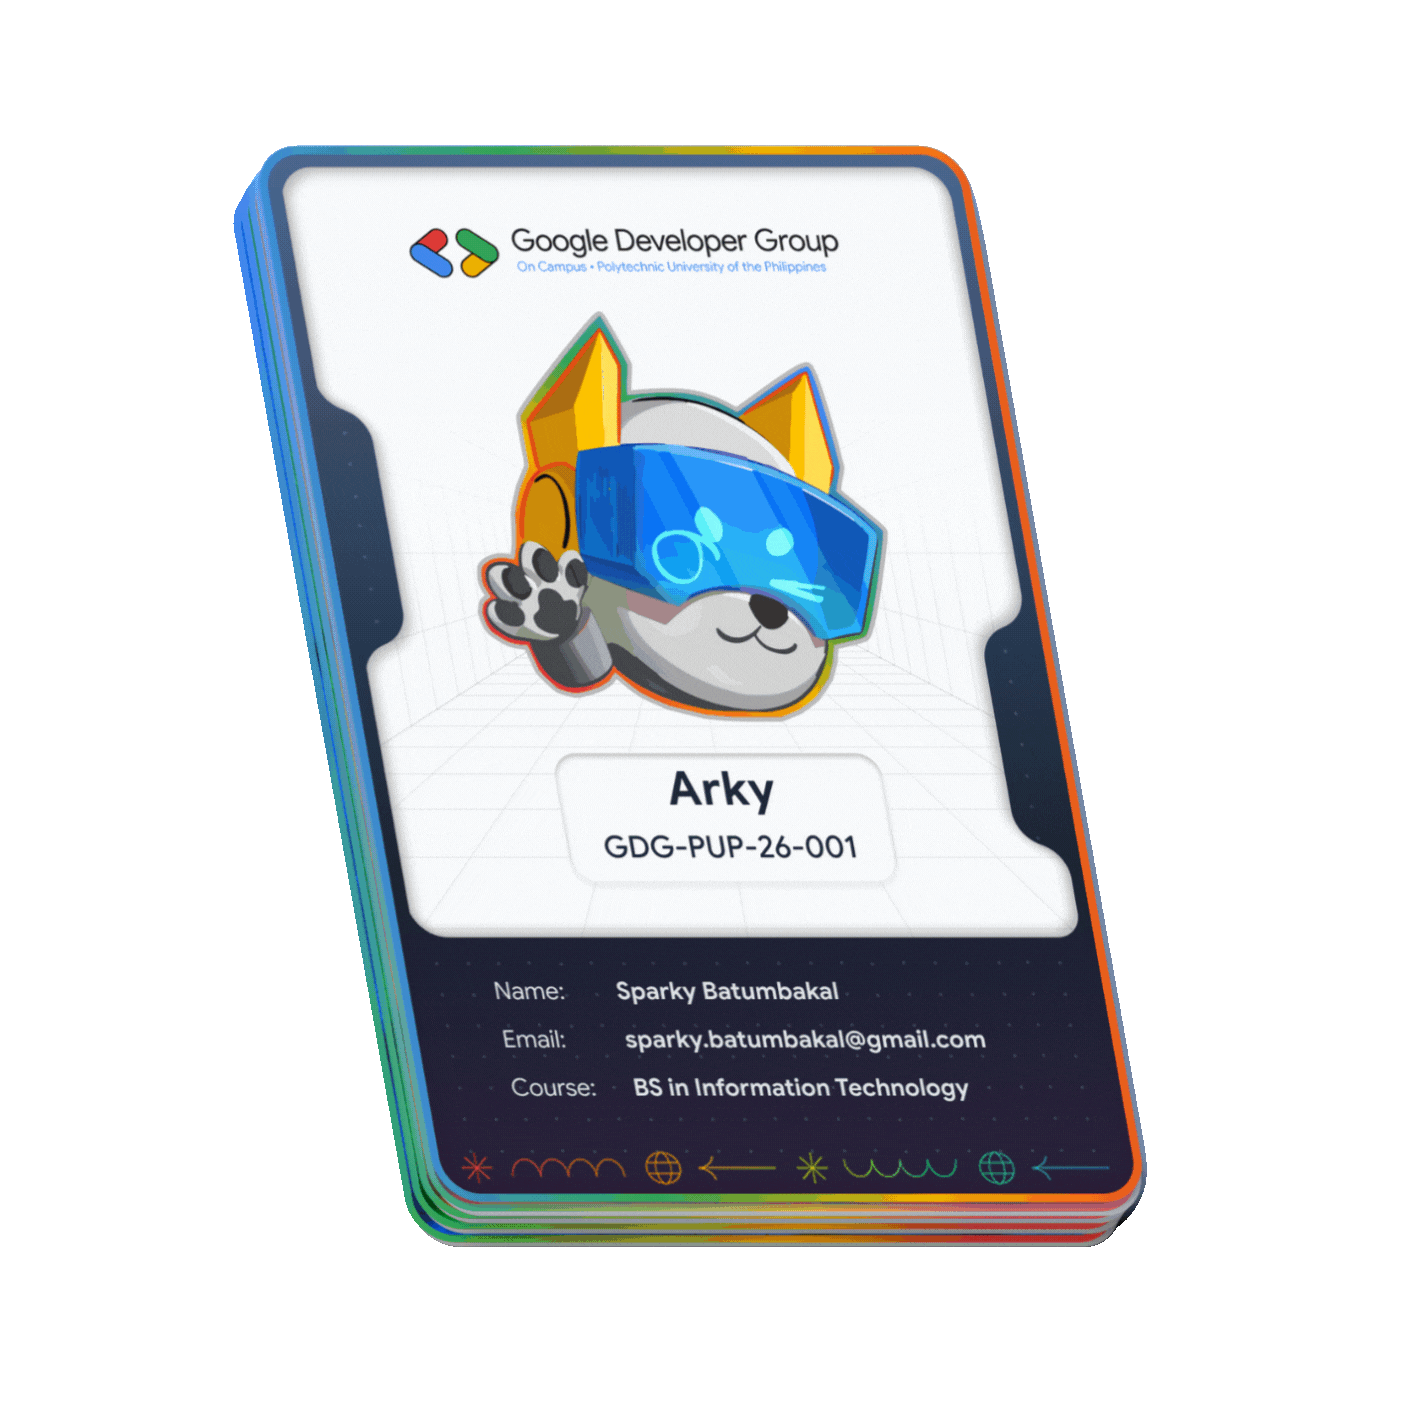 Google Developer Group
On Campus • Polytechnic University of the Philippines
Arky
GDG-PUP-26-001
Name: Sparky Batumbakal
Email: sparky.batumbakal@gmail.com
Course: BS in Information Technology